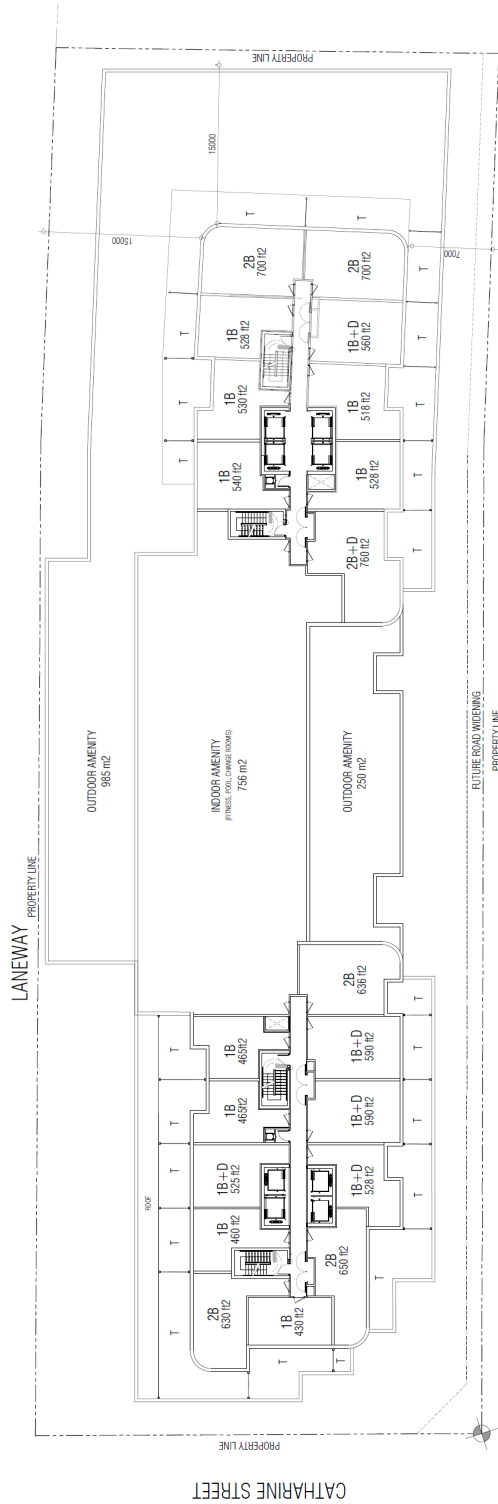 PROPERTY LINE
15000
15000
7000
T
T
2B
700 ft2
2B
700 ft2
T
T
1B
528 ft2
1B+D
560 ft2
T
T
1B
530 ft2
1B
518 ft2
T
T
1B
540 ft2
1B
528 ft2
T
2B+D
760 ft2
T
OUTDOOR AMENITY
985 m2
INDOOR AMENITY
(FITNESS, POOL, CHANGE ROOMS)
756 m2
OUTDOOR AMENITY
250 m2
FUTURE ROAD WIDENING
PROPERTY LINE
LANEWAY
PROPERTY LINE
2B
636 ft2
T
1B
465ft2
1B+D
590 ft2
T
T
1B
465ft2
1B+D
590 ft2
T
T
1B+D
525 ft2
1B+D
528 ft2
T
ROOF
T
1B
460 ft2
2B
650 ft2
T
T
2B
630 ft2
1B
430 ft2
T
T
PROPERTY LINE
CATHARINE STREET